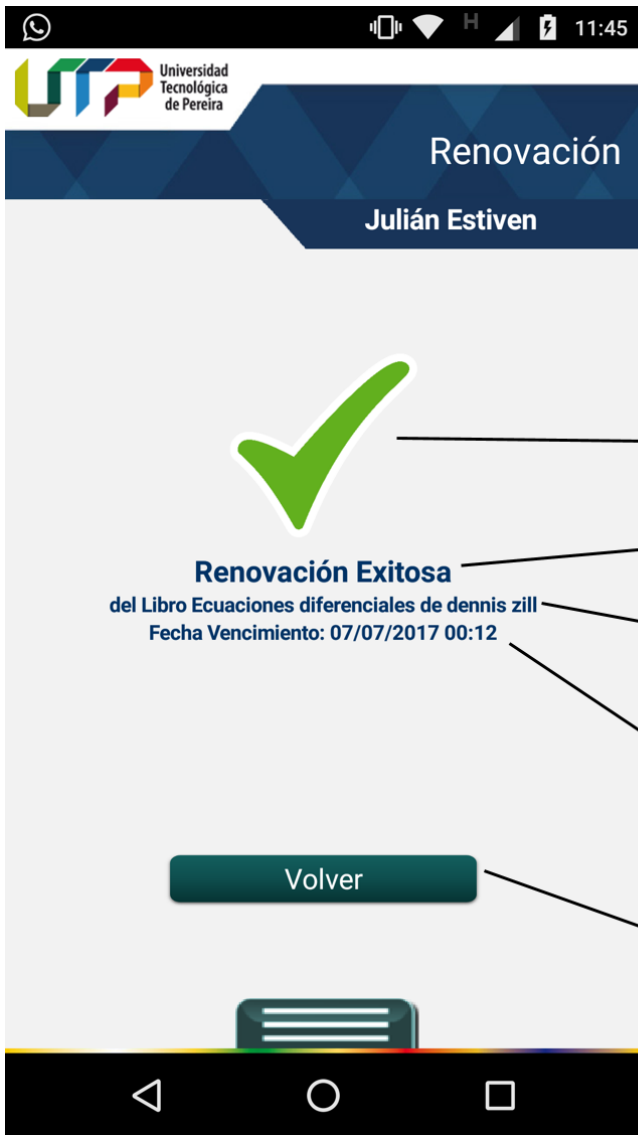 H 11:45
UTP
Universidad
Tecnológica
de Pereira
Renovación
Julián Estiven
Renovación Exitosa
del Libro Ecuaciones diferenciales de dennis zill
Fecha Vencimiento: 07/07/2017 00:12
Volver